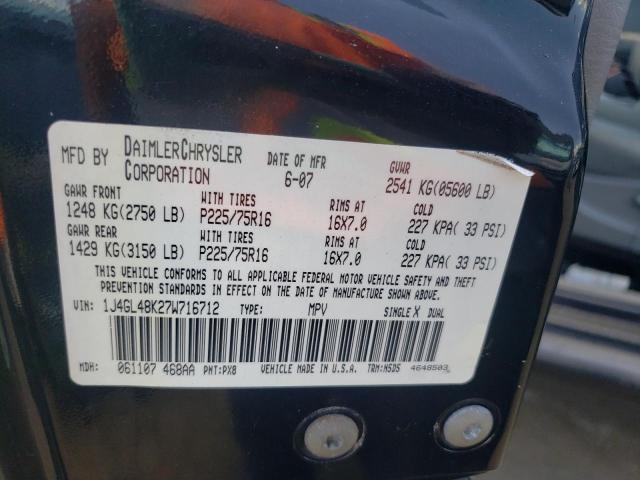 MFD BY DAIMLERCHRYSLER CORPORATION DATE OF MFR 6-07 GVWR 2541 KG(05600 LB)
GAWR FRONT WITH TIRES RIMS AT COLD
1248 KG(2750 LB) P225/75R16 16X7.0 227 KPA( 33 PSI)
GAWR REAR WITH TIRES RIMS AT COLD
1429 KG(3150 LB) P225/75R16 16X7.0 227 KPA( 33 PSI)
THIS VEHICLE CONFORMS TO ALL APPLICABLE FEDERAL MOTOR VEHICLE SAFETY AND THEFT
PREVENTION STANDARDS IN EFFECT ON THE DATE OF MANUFACTURE SHOWN ABOVE.
VIN: 1J4GL48K27W716712 TYPE: MPV SINGLE X DUAL
MDH: 061107 468AA PNT:PX8 VEHICLE MADE IN U.S.A. TRM:N5D5 4648503